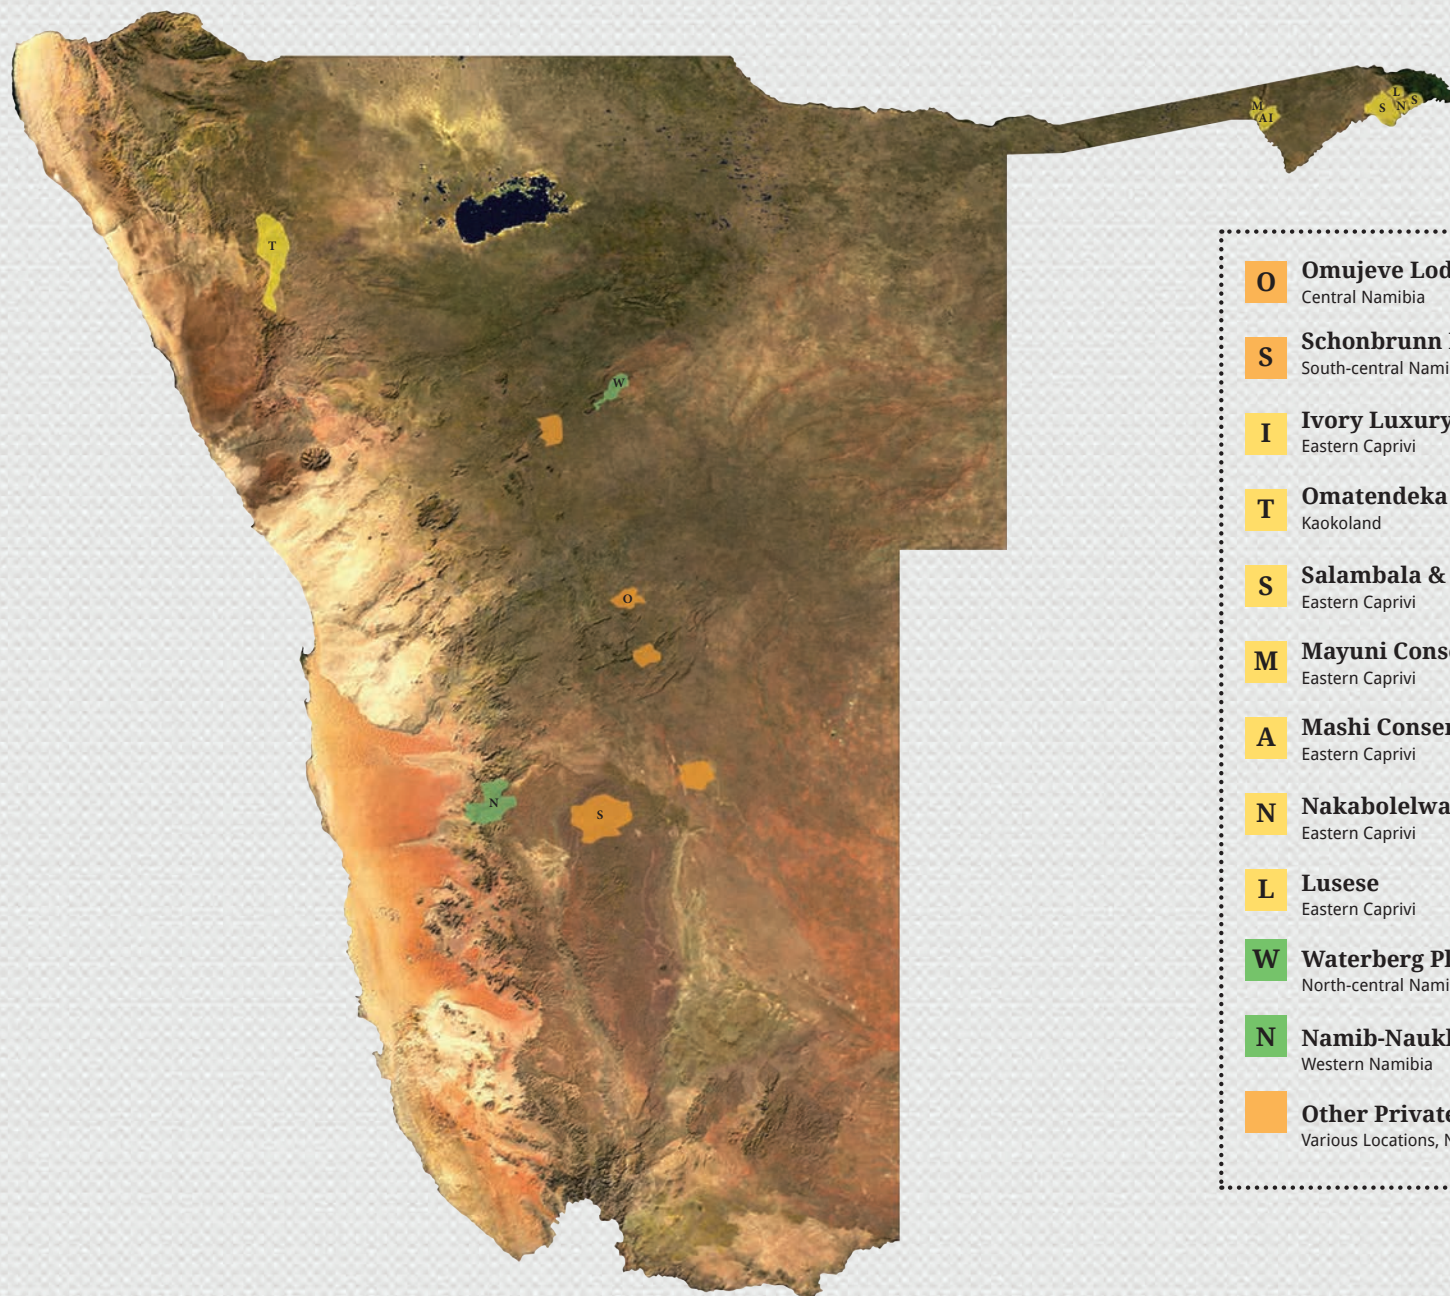 M
A I
L
S
N
S
T
W
O
N
S
O
Omujeve Lod
Central Namibia
S
Schonbrunn
South-central Nami
I
Ivory Luxury
Eastern Caprivi
T
Omatendeka
Kaokoland
S
Salambala &
Eastern Caprivi
M
Mayuni Conse
Eastern Caprivi
A
Mashi Conser
Eastern Caprivi
N
Nakabolelwa
Eastern Caprivi
L
Lusese
Eastern Caprivi
W
Waterberg Pl
North-central Nami
N
Namib-Naukl
Western Namibia
Other Private
Various Locations, N